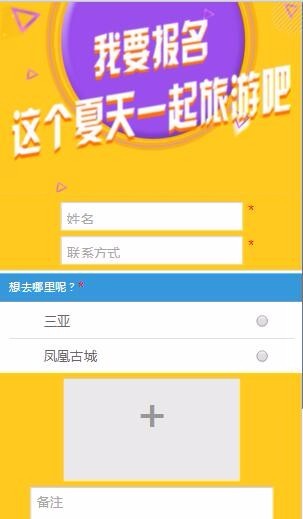 我要报名
这个夏天一起旅游吧
姓名 *
联系方式 *
想去哪里呢？*
三亚
凤凰古城
+
备注